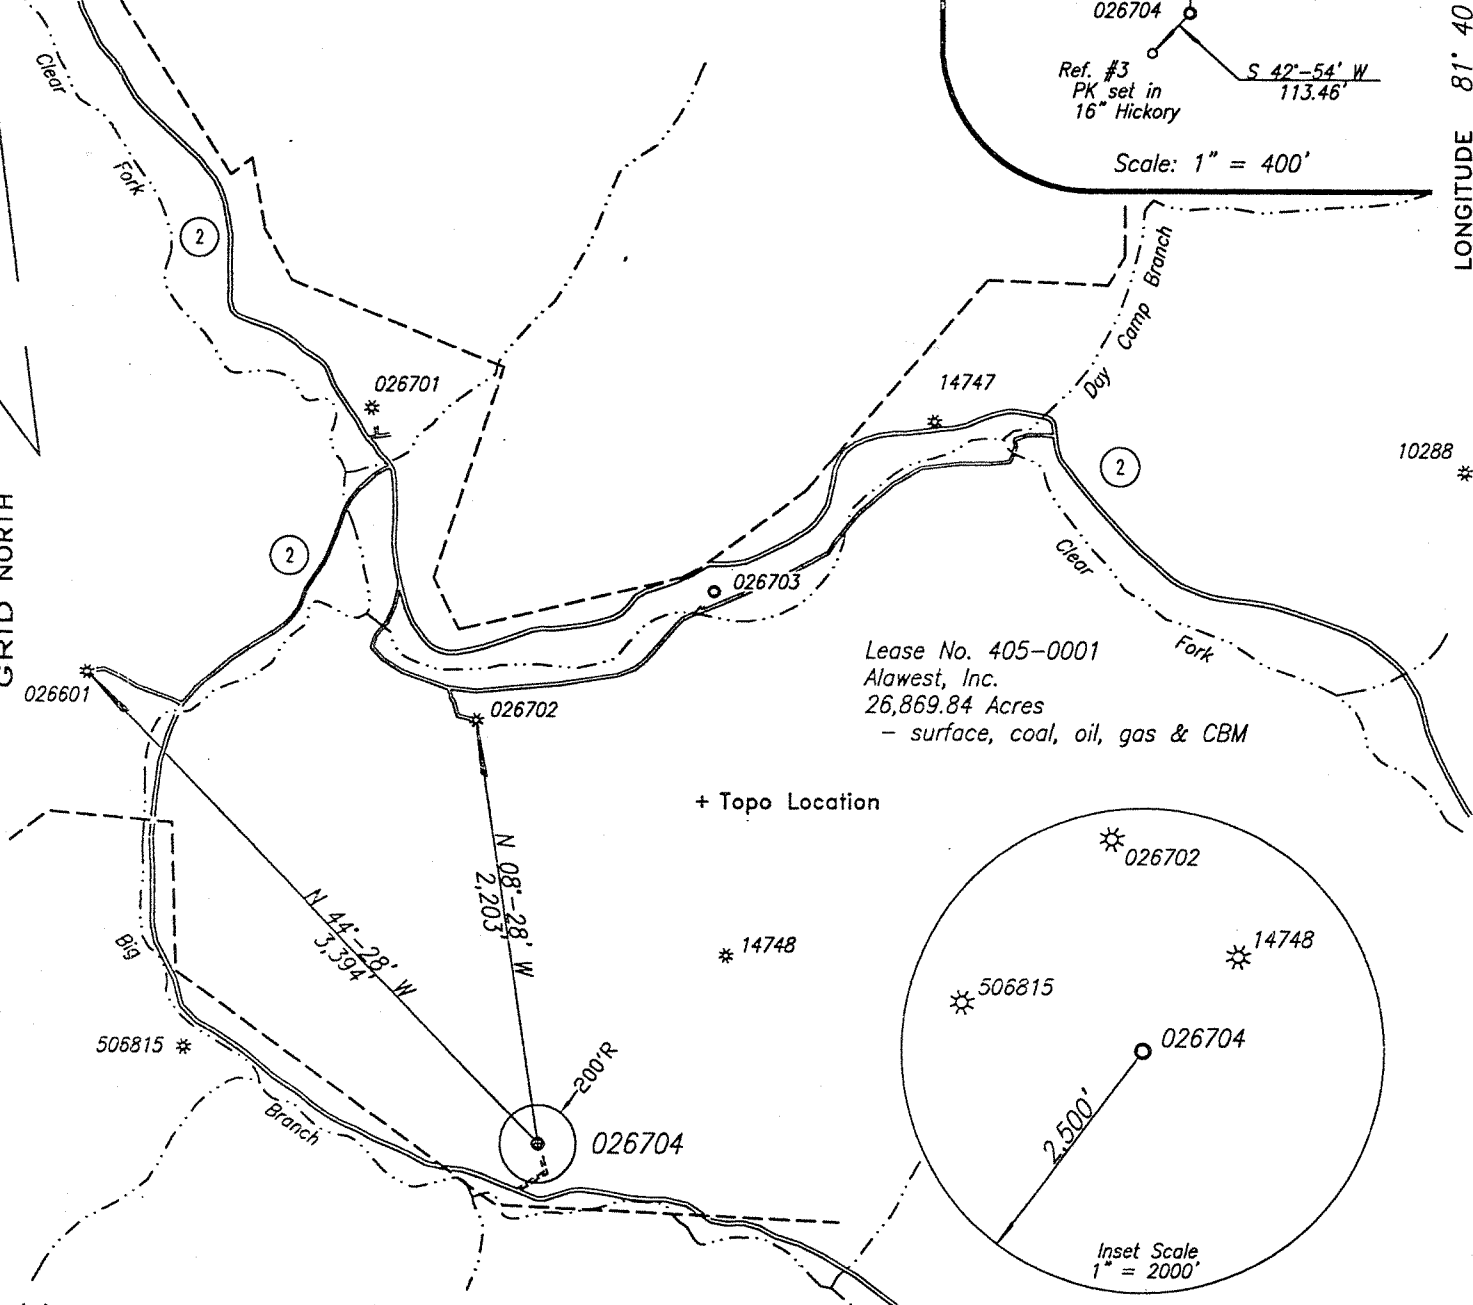 026704
Ref. #3
PK set in
16" Hickory
S 42°-54' W
113.46'
Scale: 1" = 400'
LONGITUDE 81° 40
Clear
Fork
2
Day Camp Branch
026701
14747
10288
2
2
Clear
Fork
GRID NORTH
026703
026601
026702
Lease No. 405-0001
Alawest, Inc.
26,869.84 Acres
- surface, coal, oil, gas & CBM
+ Topo Location
N 08°-28' W
2,203'
N 44°-28' W
3,394'
Big
Branch
14748
506815
200'R
026704
026702
14748
506815
026704
2,500'
Inset Scale
1" = 2000'